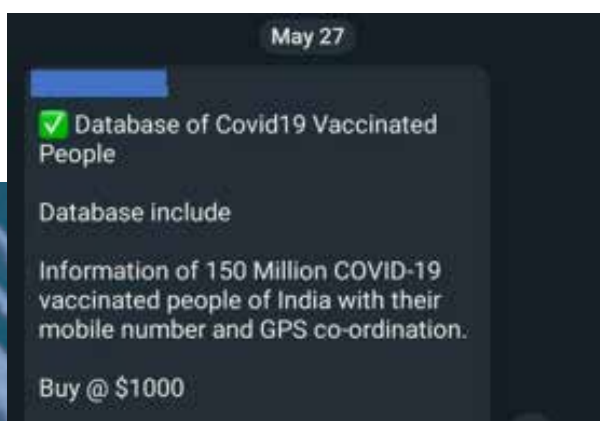 May 27
✅ Database of Covid19 Vaccinated
People
Database include
Information of 150 Million COVID-19
vaccinated people of India with their
mobile number and GPS co-ordination.
Buy @ $1000